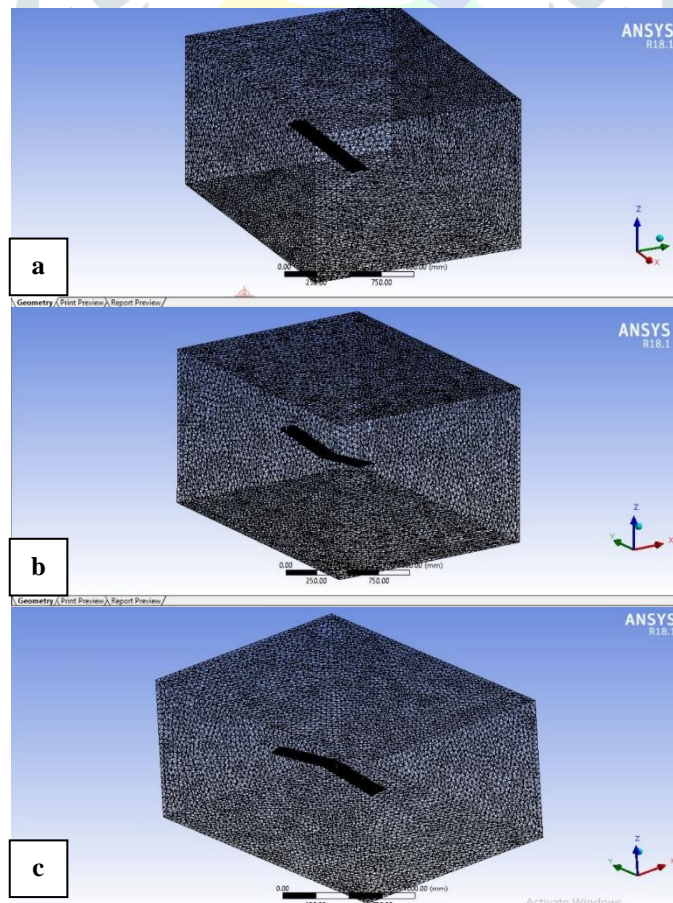 ANSYS
R18.1
Z
X
a
0.00
(mm)
250.00
750.00
Geometry Print Preview Report Preview
ANSYS
R18.1
Z
Y
X
b
0.00
(mm)
250.00
750.00
Geometry Print Preview Report Preview
ANSYS
R18.1
Z
Y
X
c
0.00
(mm)
Activate Windows